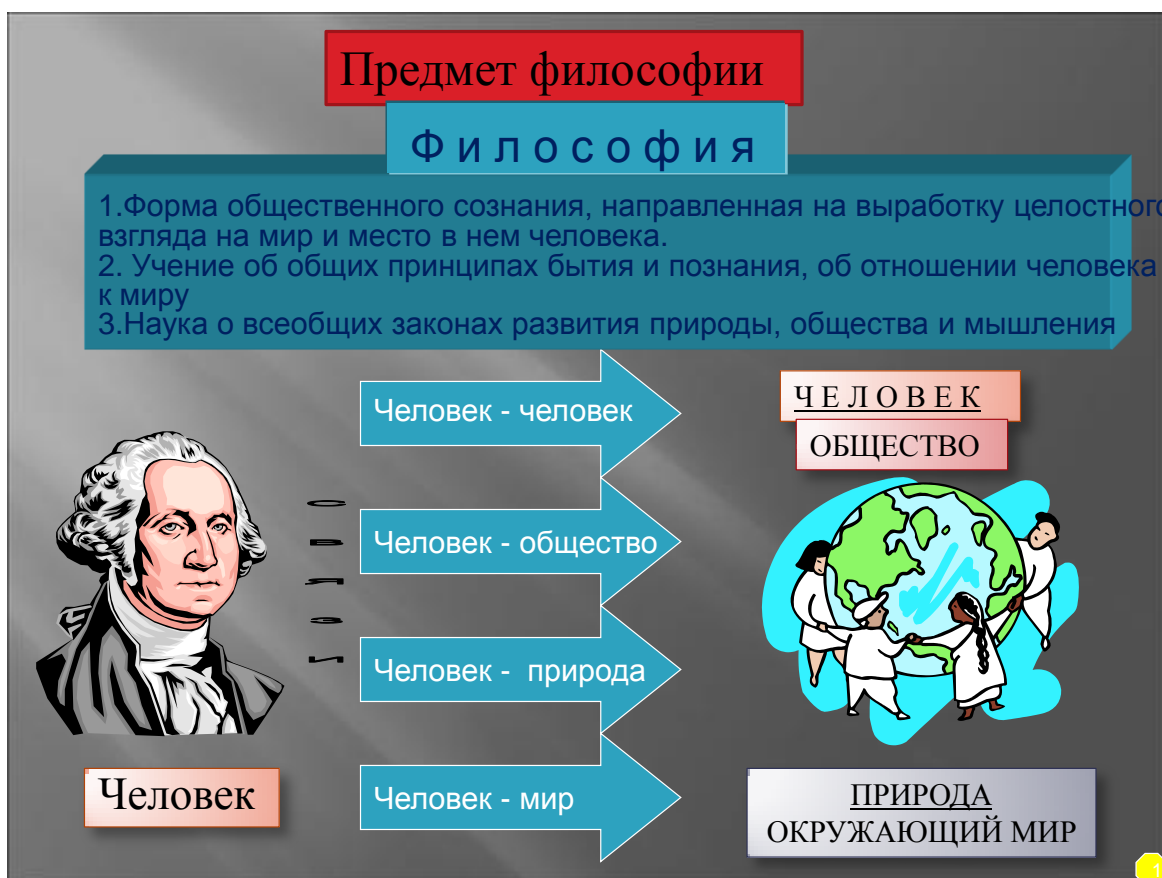 Предмет философии
Ф и л о с о ф и я
1.Форма общественного сознания, направленная на выработку целостного
взгляда на мир и место в нем человека.
2. Учение об общих принципах бытия и познания, об отношении человека
к миру
3.Наука о всеобщих законах развития природы, общества и мышления
Человек - человек
Человек - общество
Человек - природа
Человек - мир
Связи
Человек
Ч Е Л О В Е К
ОБЩЕСТВО
ПРИРОДА
ОКРУЖАЮЩИЙ МИР
1